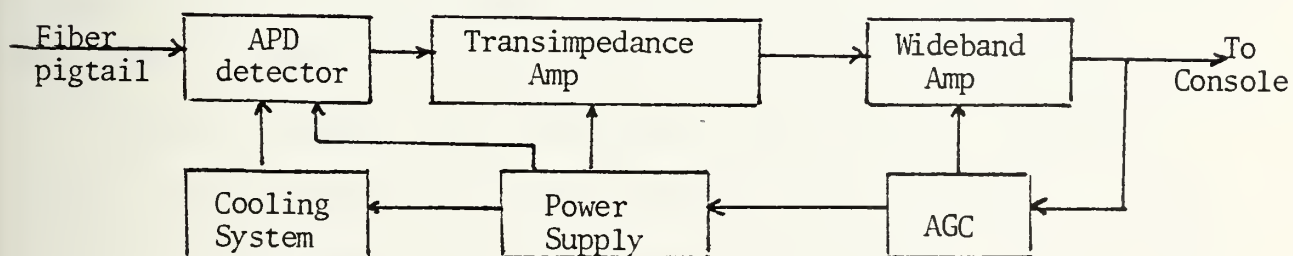 Fiber
pigtail
APD
detector
Transimpedance
Amp
Wideband
Amp
To
Console
Cooling
System
Power
Supply
AGC